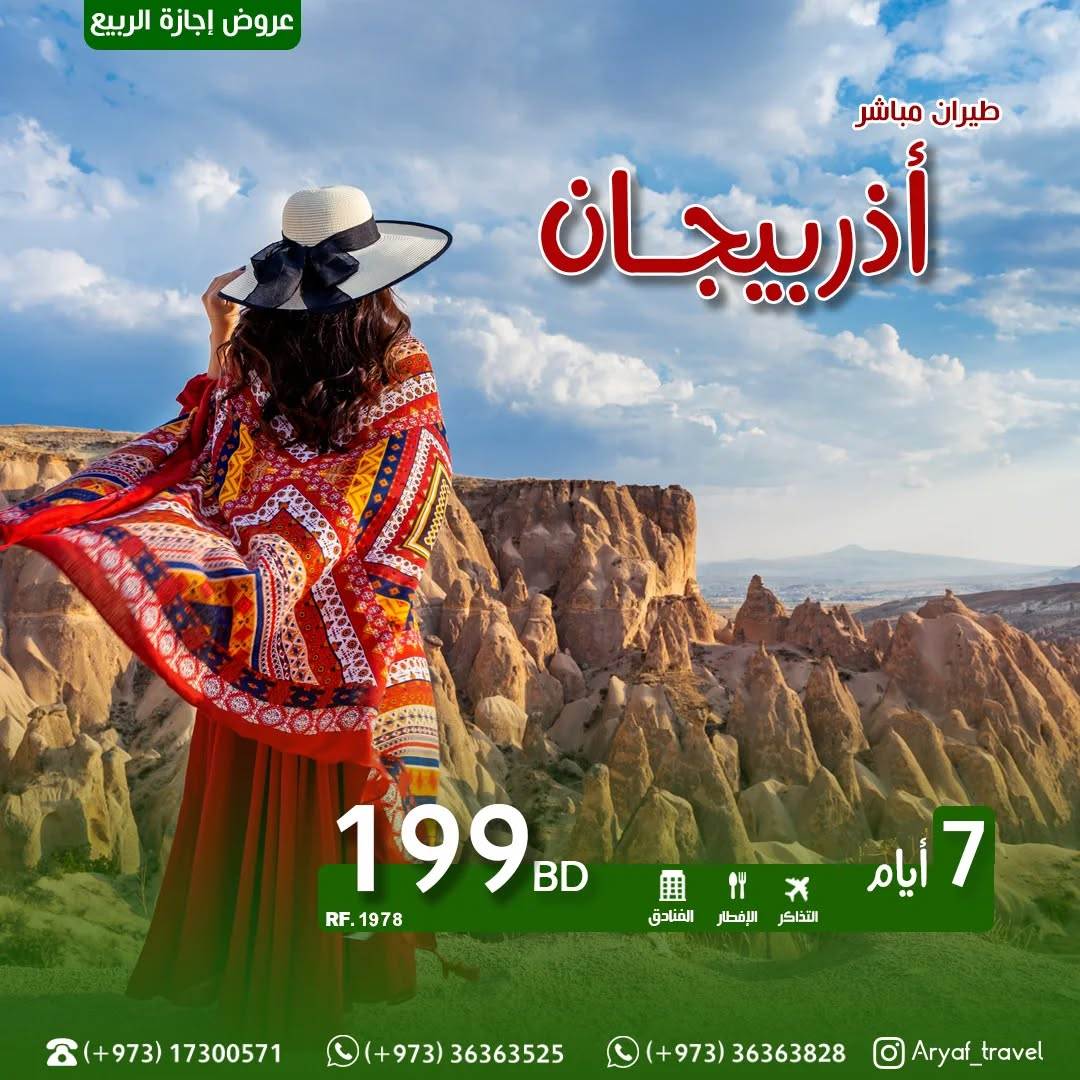 عروض إجازة الربيع
طيران مباشر
أذربيجـان
7 أيام
التذاكر
الإفطار
الفنادق
199 BD
RF. 1978
(+973) 17300571
(+973) 36363525
(+973) 36363828
Aryaf_travel